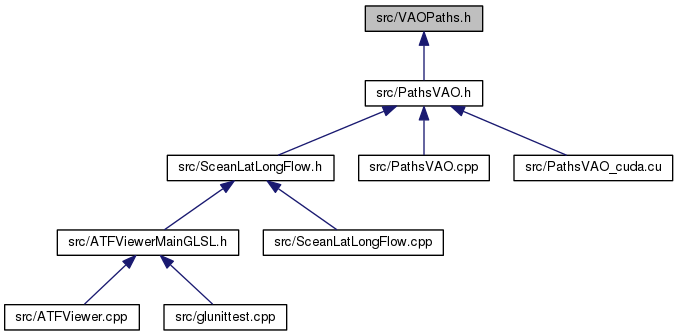 src/VAOPaths.h
src/PathsVAO.h
src/SceanLatLongFlow.h
src/PathsVAO.cpp
src/PathsVAO_cuda.cu
src/ATFViewerMainGLSL.h
src/SceanLatLongFlow.cpp
src/ATFViewer.cpp
src/glunittest.cpp